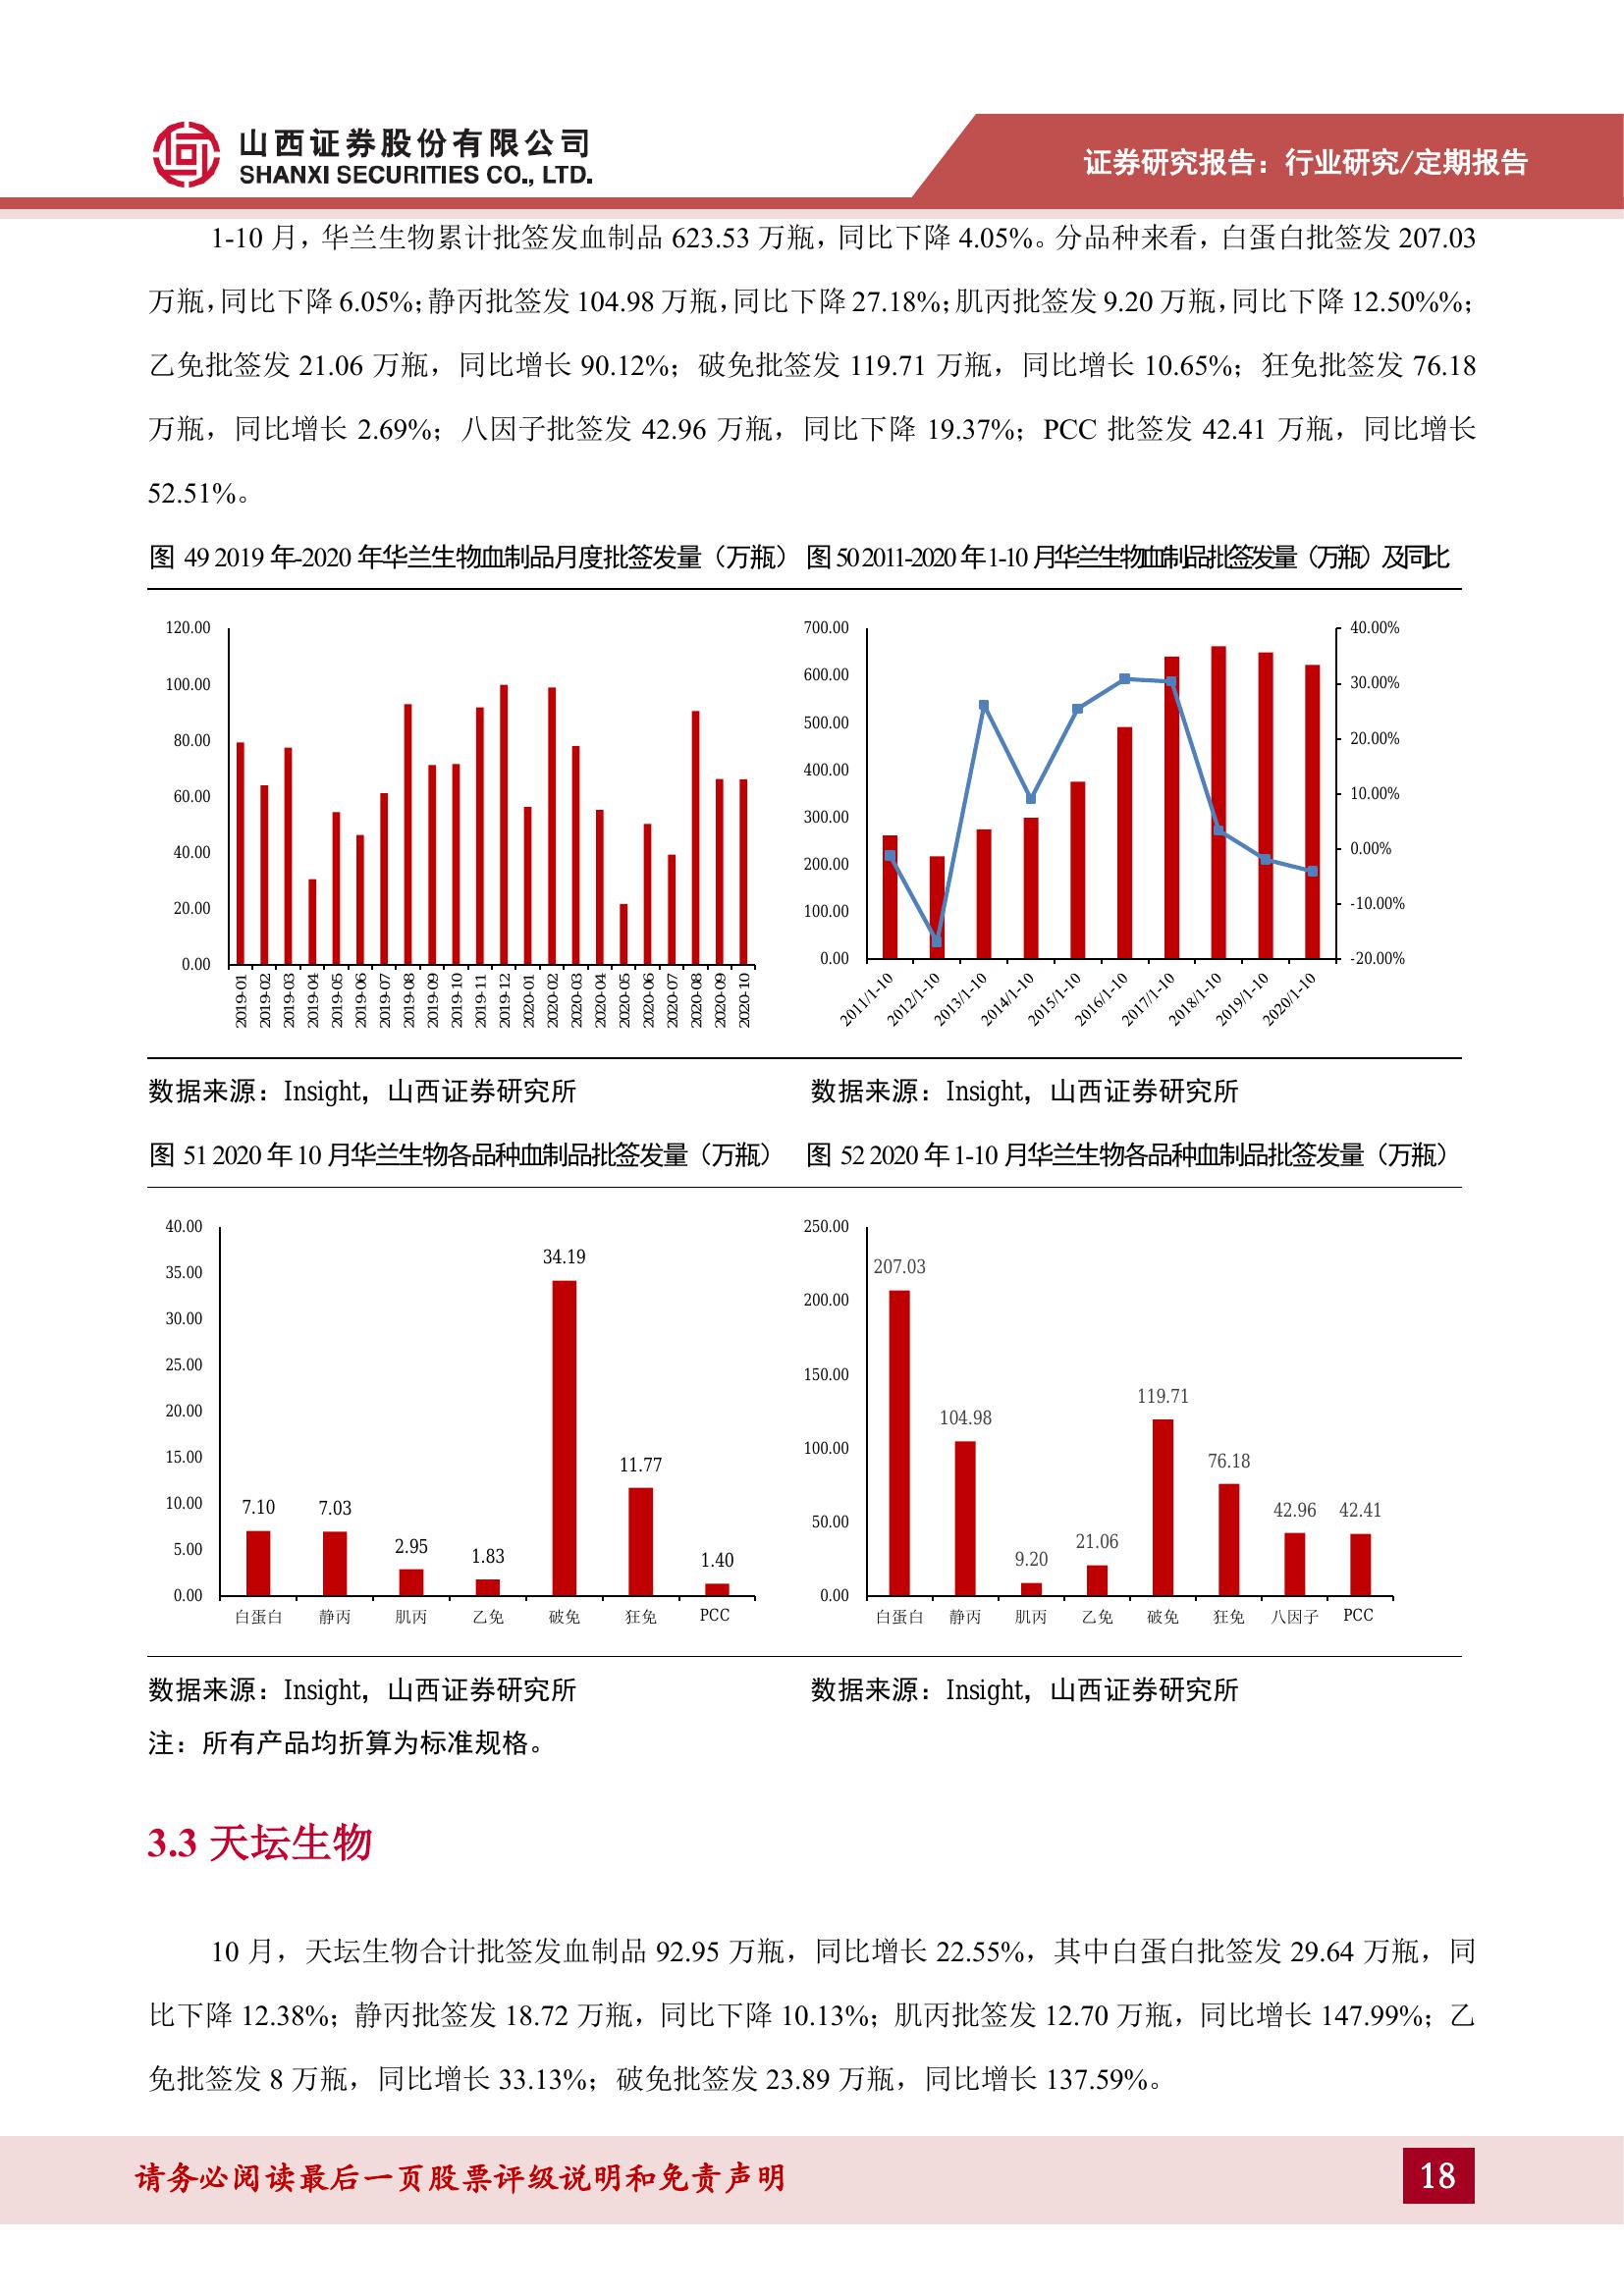 山西证券股份有限公司
SHANXI SECURITIES CO., LTD.
证券研究报告：行业研究/定期报告
1-10 月，华兰生物累计批签发血制品 623.53 万瓶，同比下降 4.05%。分品种来看，白蛋白批签发 207.03
万瓶，同比下降 6.05%；静丙批签发 104.98 万瓶，同比下降 27.18%；肌丙批签发 9.20 万瓶，同比下降 12.50%%；
乙免批签发 21.06 万瓶，同比增长 90.12%；破免批签发 119.71 万瓶，同比增长 10.65%；狂免批签发 76.18
万瓶，同比增长 2.69%；八因子批签发 42.96 万瓶，同比下降 19.37%；PCC 批签发 42.41 万瓶，同比增长
52.51%。
图 49 2019 年-2020 年华兰生物血制品月度批签发量（万瓶）
120.00
100.00
80.00
60.00
40.00
20.00
0.00
2019-01 2019-02 2019-03 2019-04 2019-05 2019-06 2019-07 2019-08 2019-09 2019-10 2019-11 2019-12 2020-01 2020-02 2020-03 2020-04 2020-05 2020-06 2020-07 2020-08 2020-09 2020-10
数据来源：Insight，山西证券研究所
图 50 2011-2020 年 1-10 月华兰生物血制品批签发量（万瓶）及同比
700.00
600.00
500.00
400.00
300.00
200.00
100.00
0.00
40.00%
30.00%
20.00%
10.00%
0.00%
-10.00%
-20.00%
2011/1-10 2012/1-10 2013/1-10 2014/1-10 2015/1-10 2016/1-10 2017/1-10 2018/1-10 2019/1-10 2020/1-10
数据来源：Insight，山西证券研究所
图 51 2020 年 10 月华兰生物各品种血制品批签发量（万瓶）
40.00
35.00
30.00
25.00
20.00
15.00
10.00
5.00
0.00
7.10 7.03 2.95 1.83 34.19 11.77 1.40
白蛋白 静丙 肌丙 乙免 破免 狂免 PCC
数据来源：Insight，山西证券研究所
图 52 2020 年 1-10 月华兰生物各品种血制品批签发量（万瓶）
250.00
200.00
150.00
100.00
50.00
0.00
207.03 104.98 9.20 21.06 119.71 76.18 42.96 42.41
白蛋白 静丙 肌丙 乙免 破免 狂免 八因子 PCC
数据来源：Insight，山西证券研究所
注：所有产品均折算为标准规格。
3.3 天坛生物
10 月，天坛生物合计批签发血制品 92.95 万瓶，同比增长 22.55%，其中白蛋白批签发 29.64 万瓶，同
比下降 12.38%；静丙批签发 18.72 万瓶，同比下降 10.13%；肌丙批签发 12.70 万瓶，同比增长 147.99%；乙
免批签发 8 万瓶，同比增长 33.13%；破免批签发 23.89 万瓶，同比增长 137.59%。
请务必阅读最后一页股票评级说明和免责声明
18